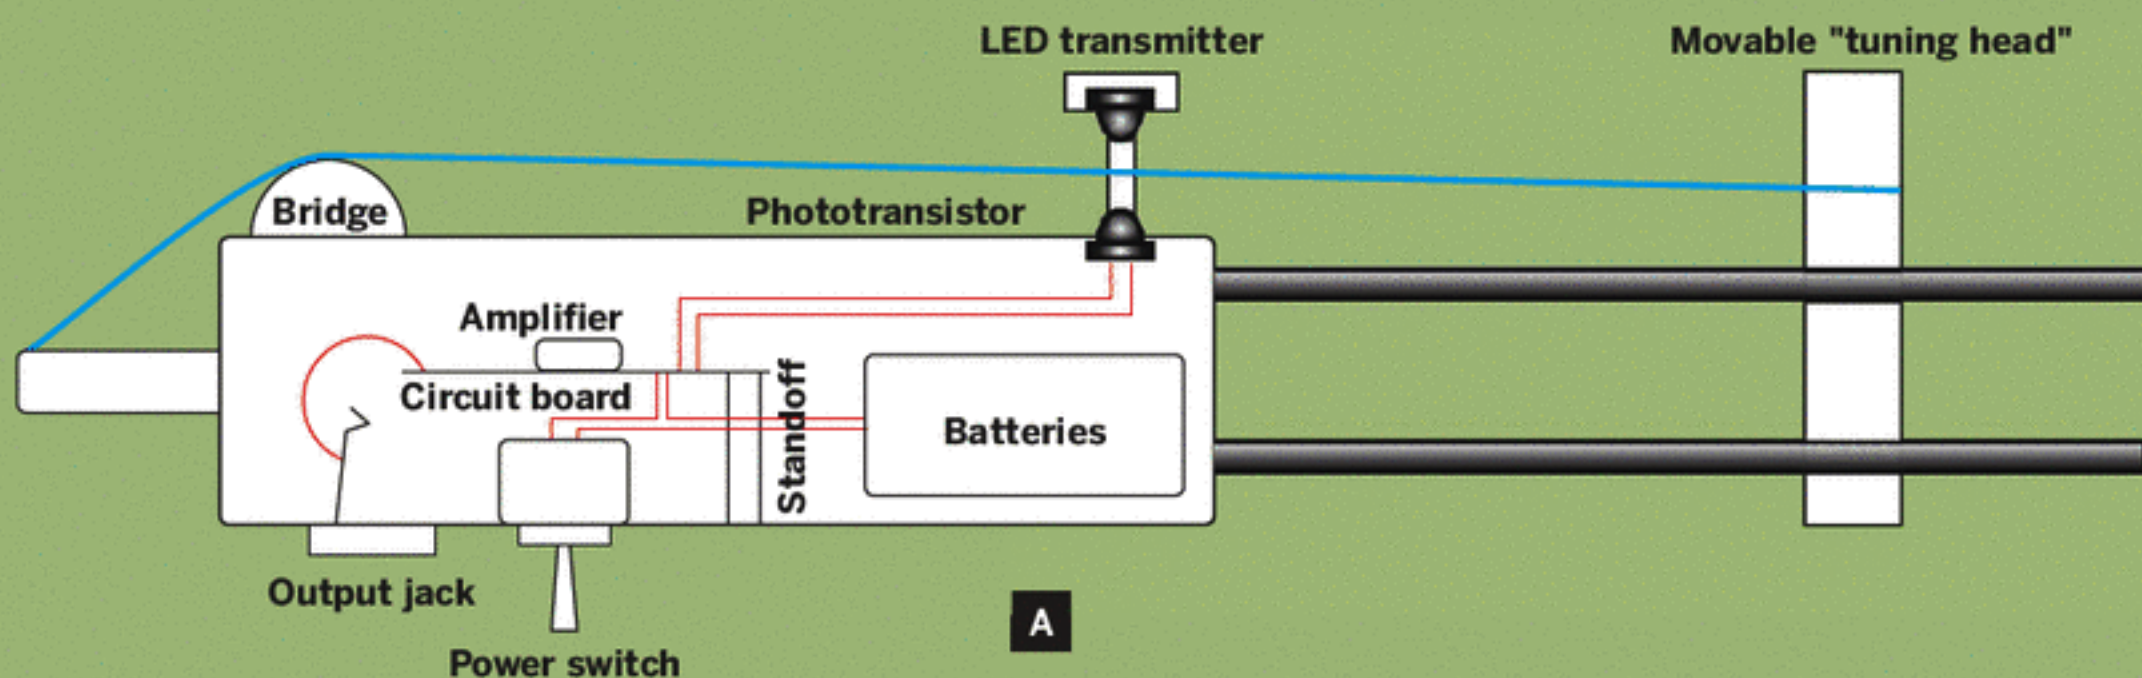 LED transmitter
Movable "tuning head"
Bridge
Phototransistor
Amplifier
Circuit board
Standoff
Batteries
Output jack
A
Power switch